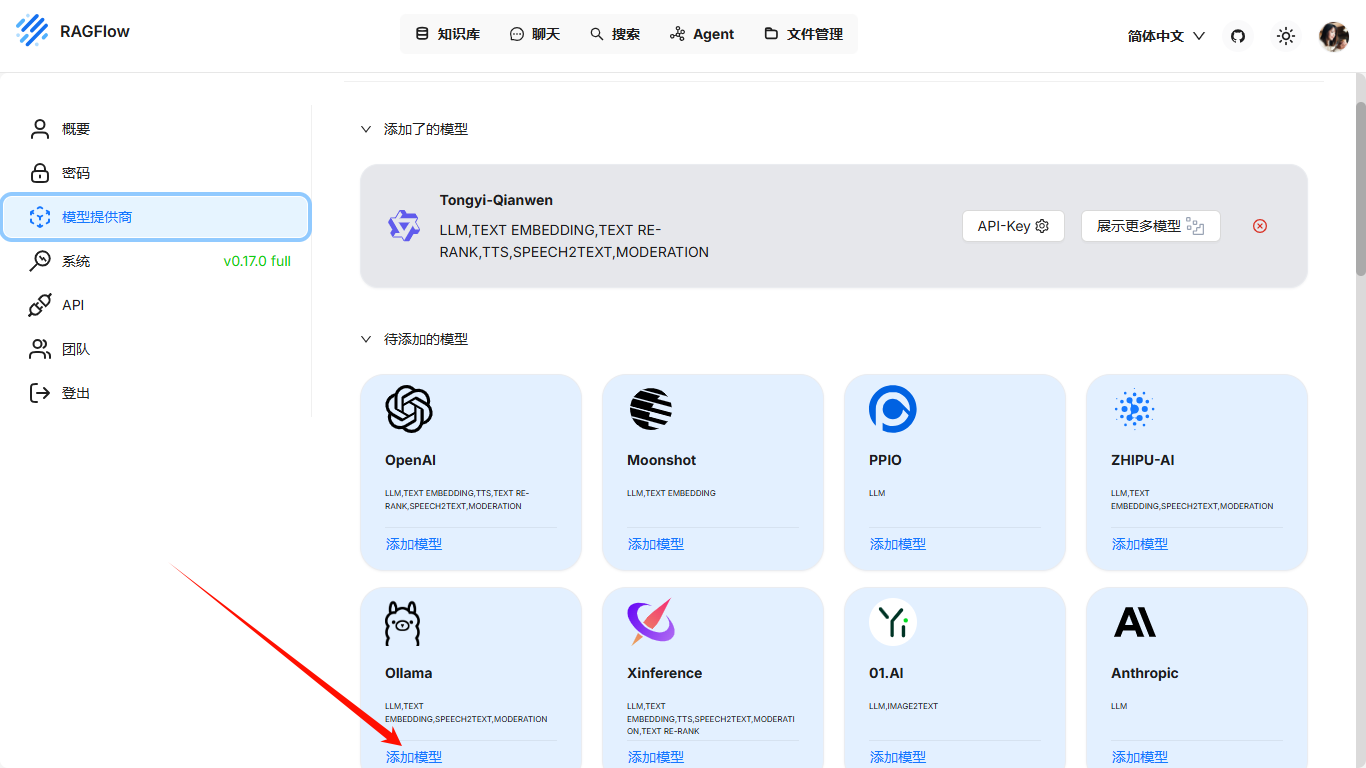 RAGFlow
知识库
聊天
搜索
Agent
文件管理
简体中文
概要
密码
模型提供商
系统
v0.17.0 full
API
团队
登出
添加了的模型
Tongyi-Qianwen
LLM,TEXT EMBEDDING,TEXT RE-
RANK,TTS,SPEECH2TEXT,MODERATION
API-Key
展示更多模型
待添加的模型
OpenAI
LLM,TEXT EMBEDDING,TTS,TEXT RE-
RANK,SPEECH2TEXT,MODERATION
添加模型
Moonshot
LLM,TEXT EMBEDDING
添加模型
PPIO
LLM
添加模型
ZHIPU-AI
LLM,TEXT
EMBEDDING,SPEECH2TEXT,MODERATION
添加模型
Ollama
LLM,TEXT
EMBEDDING,SPEECH2TEXT,MODERATION
添加模型
Xinference
LLM,TEXT
EMBEDDING,TTS,SPEECH2TEXT,MODERATI
ON,TEXT RE-RANK
添加模型
01.AI
LLM,IMAGE2TEXT
添加模型
Anthropic
LLM
添加模型